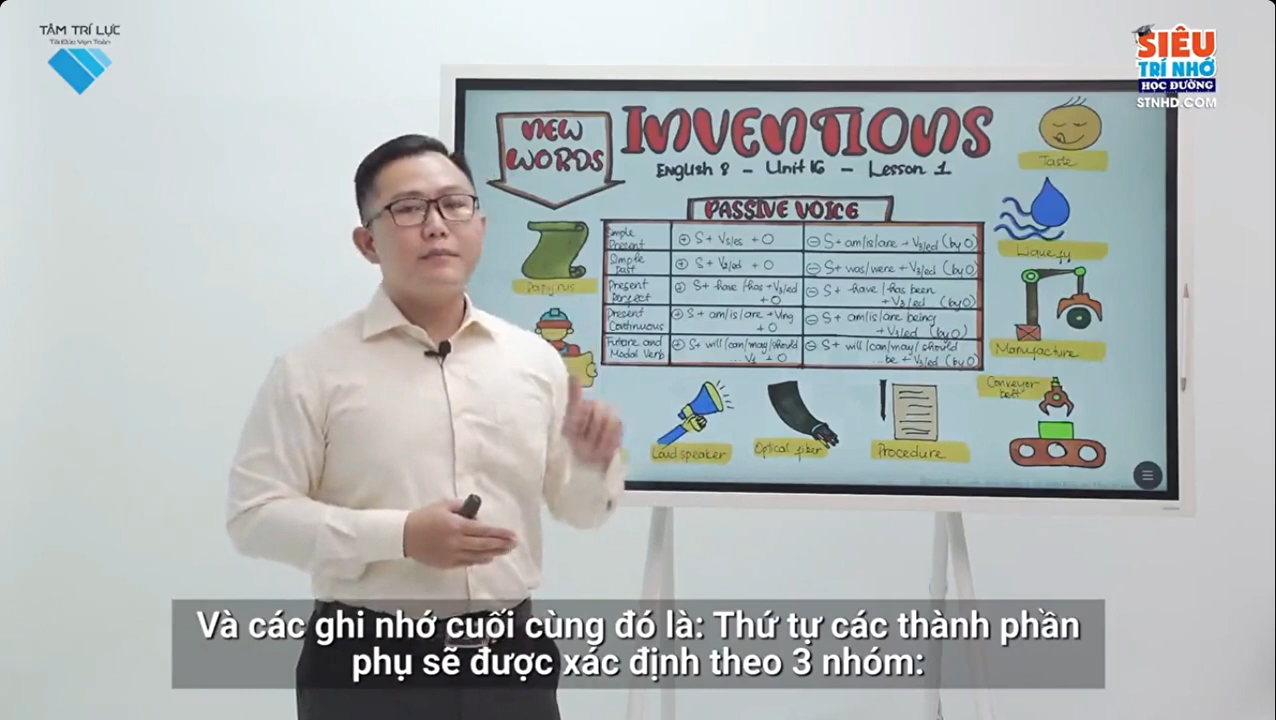 TÂM TRÍ LỰC
Tài Đức Vẹn Toàn
SIÊU
TRÍ NHỚ
HỌC ĐƯỜNG
STNHD.COM
NEW
WORDS
INVENTIONS
English 8 - Unit 16 - Lesson 1
PASSIVE VOICE
Simple
Present
+ S + Vs/es + O
- S + am/is/are + V3/ed (by O)
Simple
Past
+ S + V2/ed + O
- S + was/were + V3/ed (by O)
Present
Perfect
+ S + have/has + V3/ed
+ O
- S + have/has been
+ V3/ed (by O)
Present
Continuous
+ S + am/is/are + Ving
+ O
- S + am/is/are being
+ V3/ed (by O)
Future and
Modal Verb
+ S + will/can/may/should
... V1 + O
- S + will/can/may/should
...be + V3/ed (by O)
Taste
Liquefy
Manufacture
Conveyor
belt
Papyrus
Loudspeaker
Optical fiber
Procedure
Và các ghi nhớ cuối cùng đó là: Thứ tự các thành phần
phụ sẽ được xác định theo 3 nhóm: